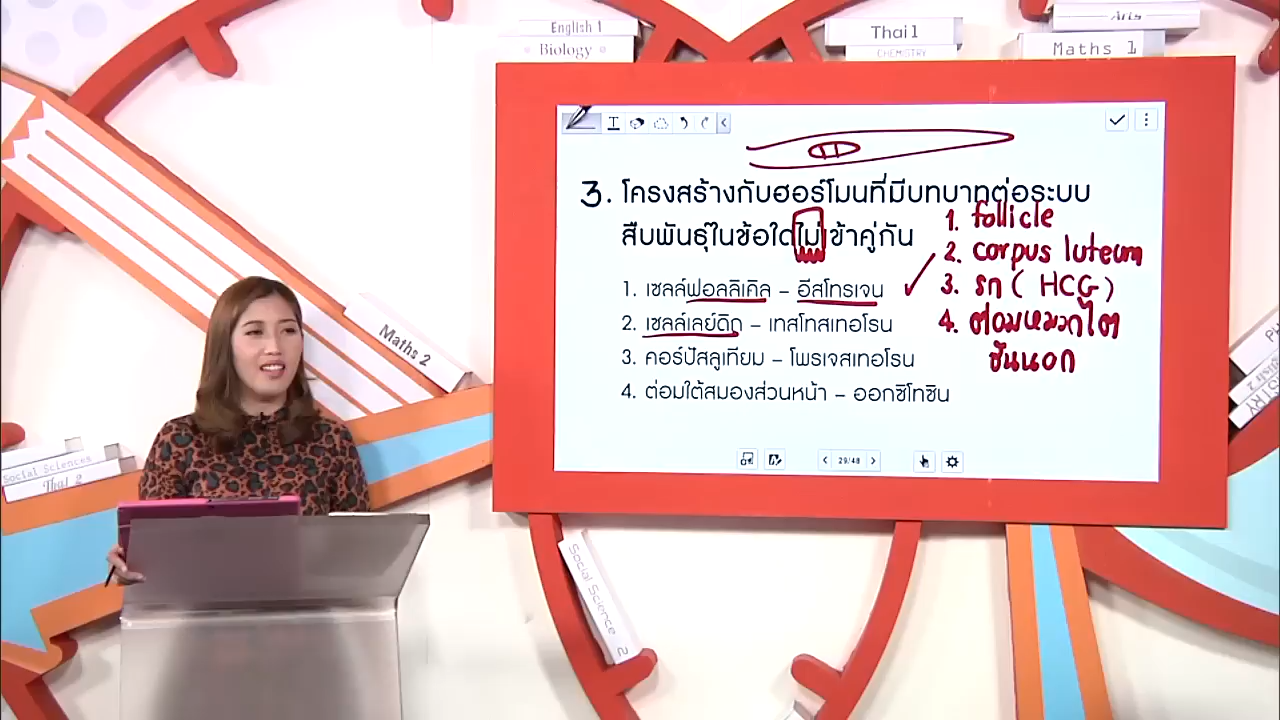 English 1
Biology
Thai 1
CHEMISTRY
Arts
Maths 1
3. โครงสร้างกับฮอร์โมนที่มีบทบาทต่อระบบ
สืบพันธุ์ในข้อใดไม่เข้าคู่กัน
1. เซลล์ฟอลลิเคิล – อีสโทรเจน
2. เซลล์เลย์ดิก – เทสโทสเทอโรน
3. คอร์ปัสลูเทียม – โพรเจสเทอโรน
4. ต่อมใต้สมองส่วนหน้า – ออกซิโทซิน
1. follicle
2. corpus luteum
3. รก ( HCG )
4. ต่อมหมวกไต
ชั้นนอก
29/48
Maths 2
Social Sciences
Thai 2
Social Science 2